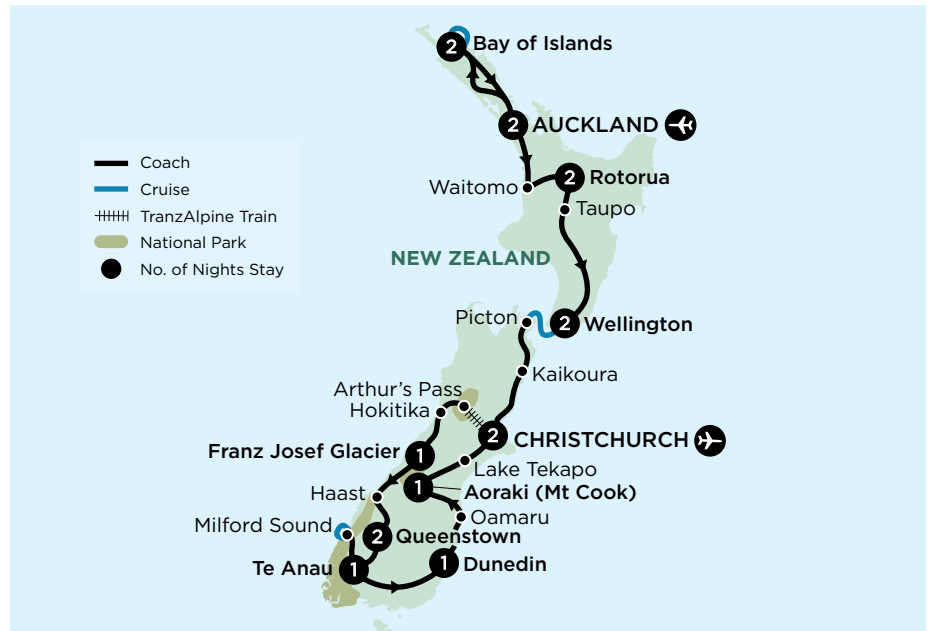 2 Bay of Islands
2 AUCKLAND
Coach
Cruise
TranzAlpine Train
National Park
No. of Nights Stay
Waitomo
2 Rotorua
Taupo
NEW ZEALAND
Picton
2 Wellington
Kaikoura
Arthur's Pass
Hokitika
2 CHRISTCHURCH
Franz Josef Glacier 1
Lake Tekapo
1 Aoraki (Mt Cook)
Haast
Oamaru
Milford Sound
2 Queenstown
Te Anau 1
1 Dunedin